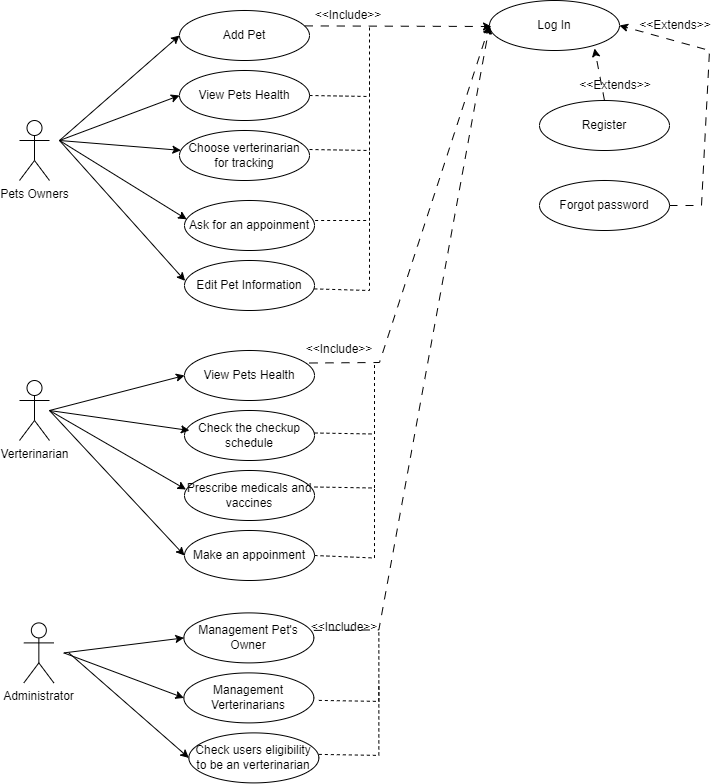 <<Include>>
Add Pet
Log In
<<Extends>>
View Pets Health
<<Extends>>
Register
Choose verterinarian
for tracking
Pets Owners
Forgot password
Ask for an appoinment
Edit Pet Information
<<Include>>
View Pets Health
Check the checkup
schedule
Verterinarian
Prescribe medicals and
vaccines
Make an appoinment
<<Include>>
Management Pet's
Owner
Administrator
Management
Verterinarians
Check users eligibility
to be an verterinarian